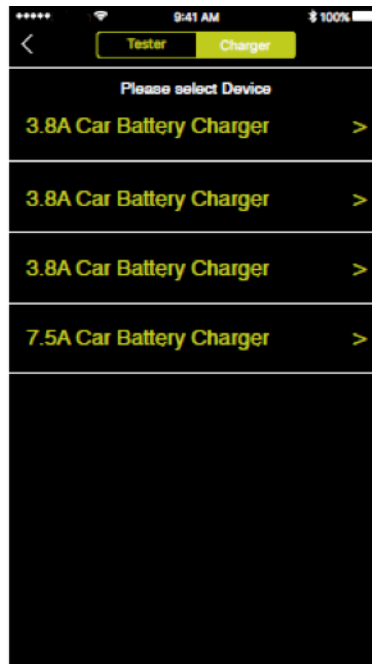 9:41 AM
100%
Tester
Charger
Please select Device
3.8A Car Battery Charger >
3.8A Car Battery Charger >
3.8A Car Battery Charger >
7.5A Car Battery Charger >